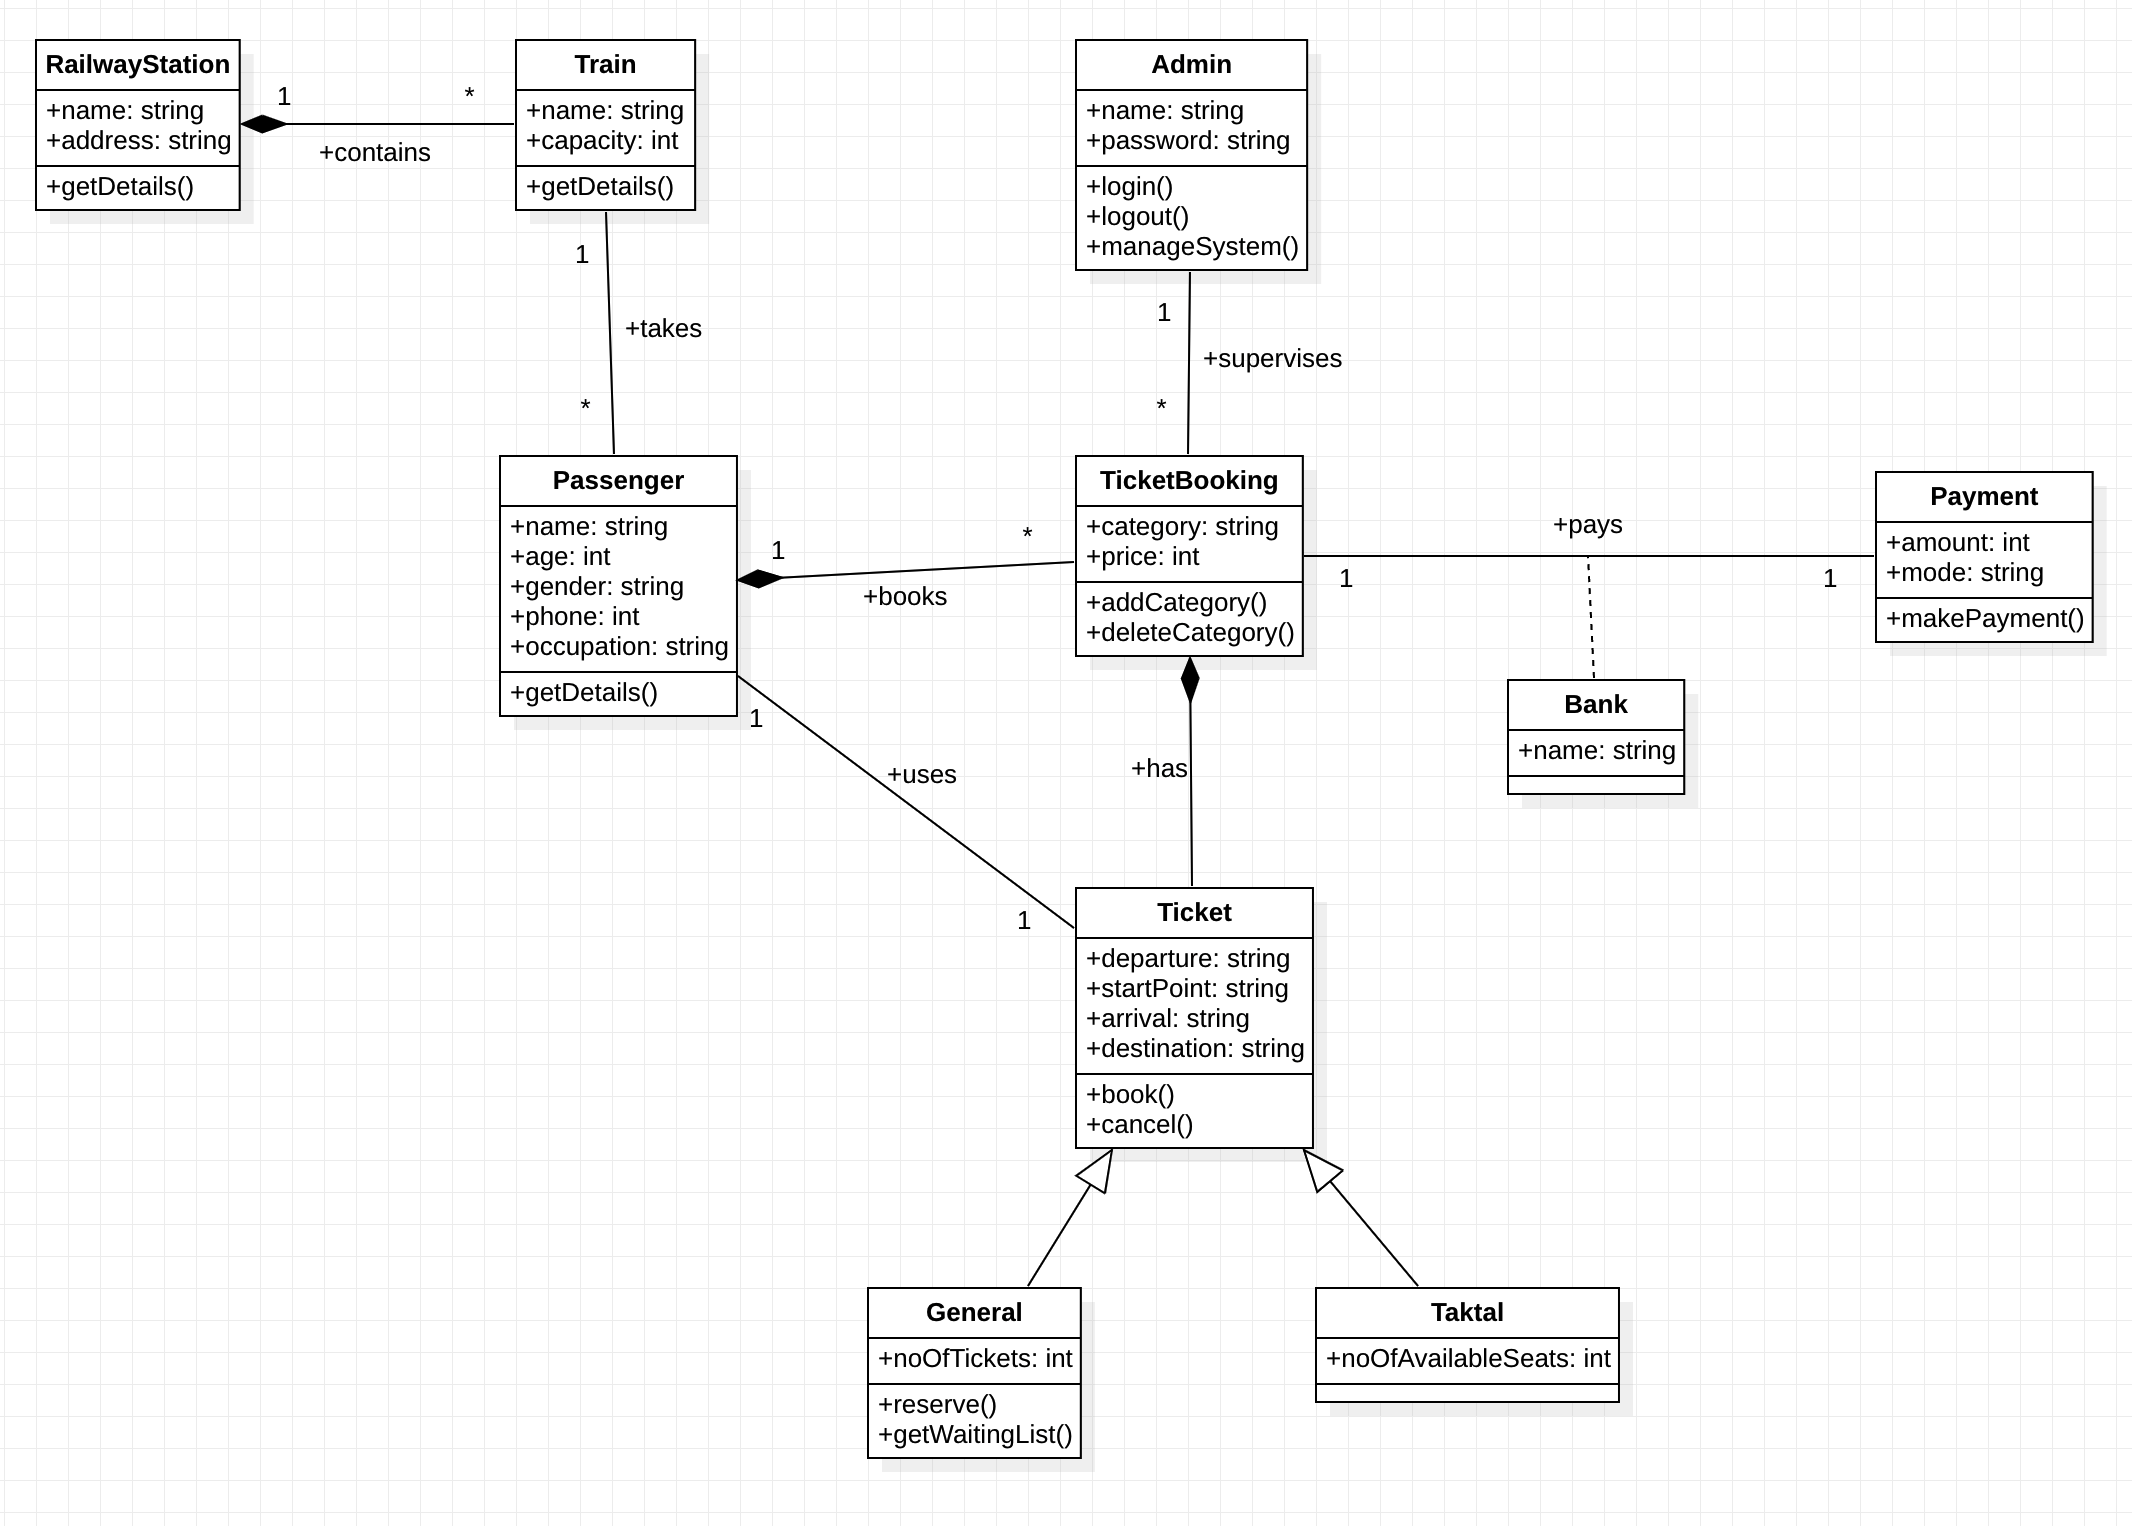 RailwayStation
+name: string
+address: string
+getDetails()
1
*
+contains
Train
+name: string
+capacity: int
+getDetails()
Admin
+name: string
+password: string
+login()
+logout()
+manageSystem()
1
+takes
*
1
+supervises
*
Passenger
+name: string
+age: int
+gender: string
+phone: int
+occupation: string
+getDetails()
1
*
+books
TicketBooking
+category: string
+price: int
+addCategory()
+deleteCategory()
+pays
1
1
Payment
+amount: int
+mode: string
+makePayment()
Bank
+name: string
1
+uses
1
+has
Ticket
+departure: string
+startPoint: string
+arrival: string
+destination: string
+book()
+cancel()
General
+noOfTickets: int
+reserve()
+getWaitingList()
Taktal
+noOfAvailableSeats: int